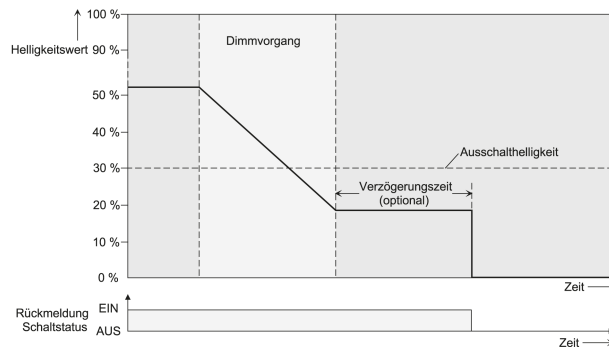 100 %
Helligkeitswert
90 %
Dimmvorgang
50 %
40 %
Ausschalthelligkeit
30 %
Verzögerungszeit
(optional)
20 %
10 %
0 %
Zeit
Rückmeldung
Schaltstatus
EIN
AUS
Zeit